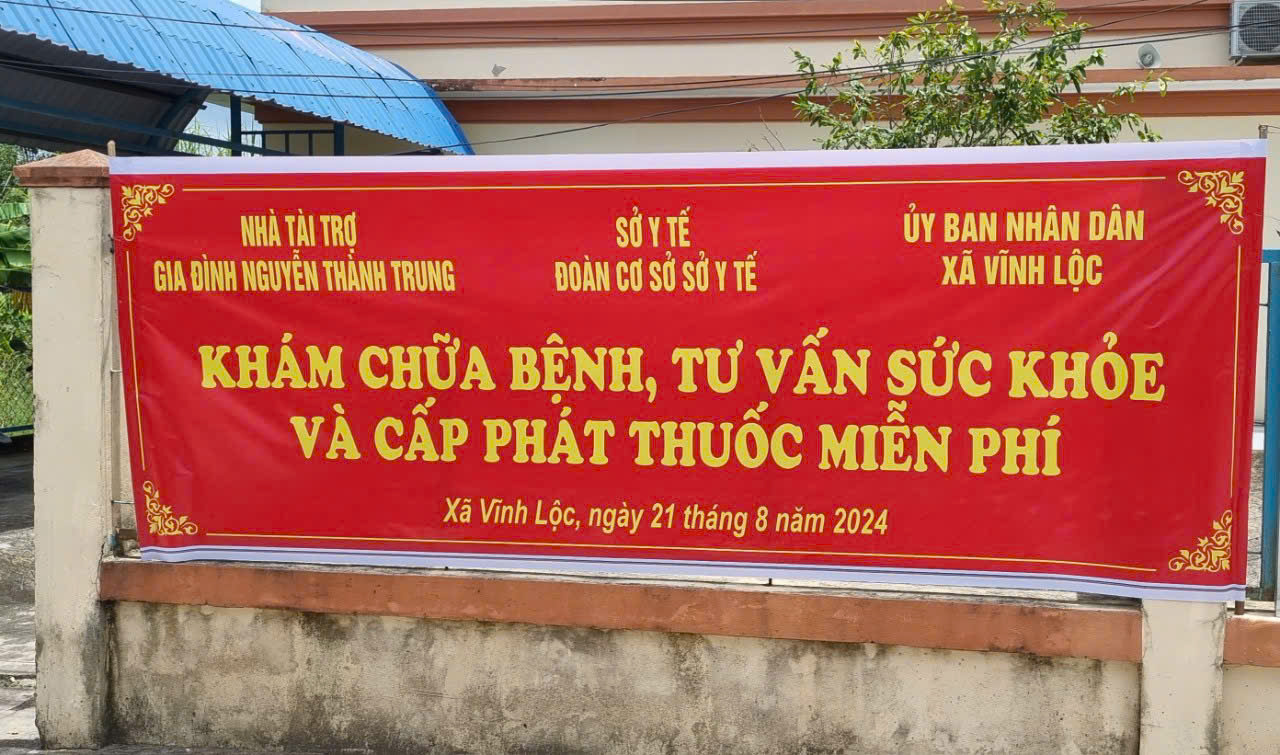 NHÀ TÀI TRỢ
GIA ĐÌNH NGUYỄN THÀNH TRUNG
SỞ Y TẾ
ĐOÀN CƠ SỞ SỞ Y TẾ
ỦY BAN NHÂN DÂN
XÃ VĨNH LỘC
KHÁM CHỮA BỆNH, TƯ VẤN SỨC KHỎE
VÀ CẤP PHÁT THUỐC MIỄN PHÍ
Xã Vĩnh Lộc, ngày 21 tháng 8 năm 2024